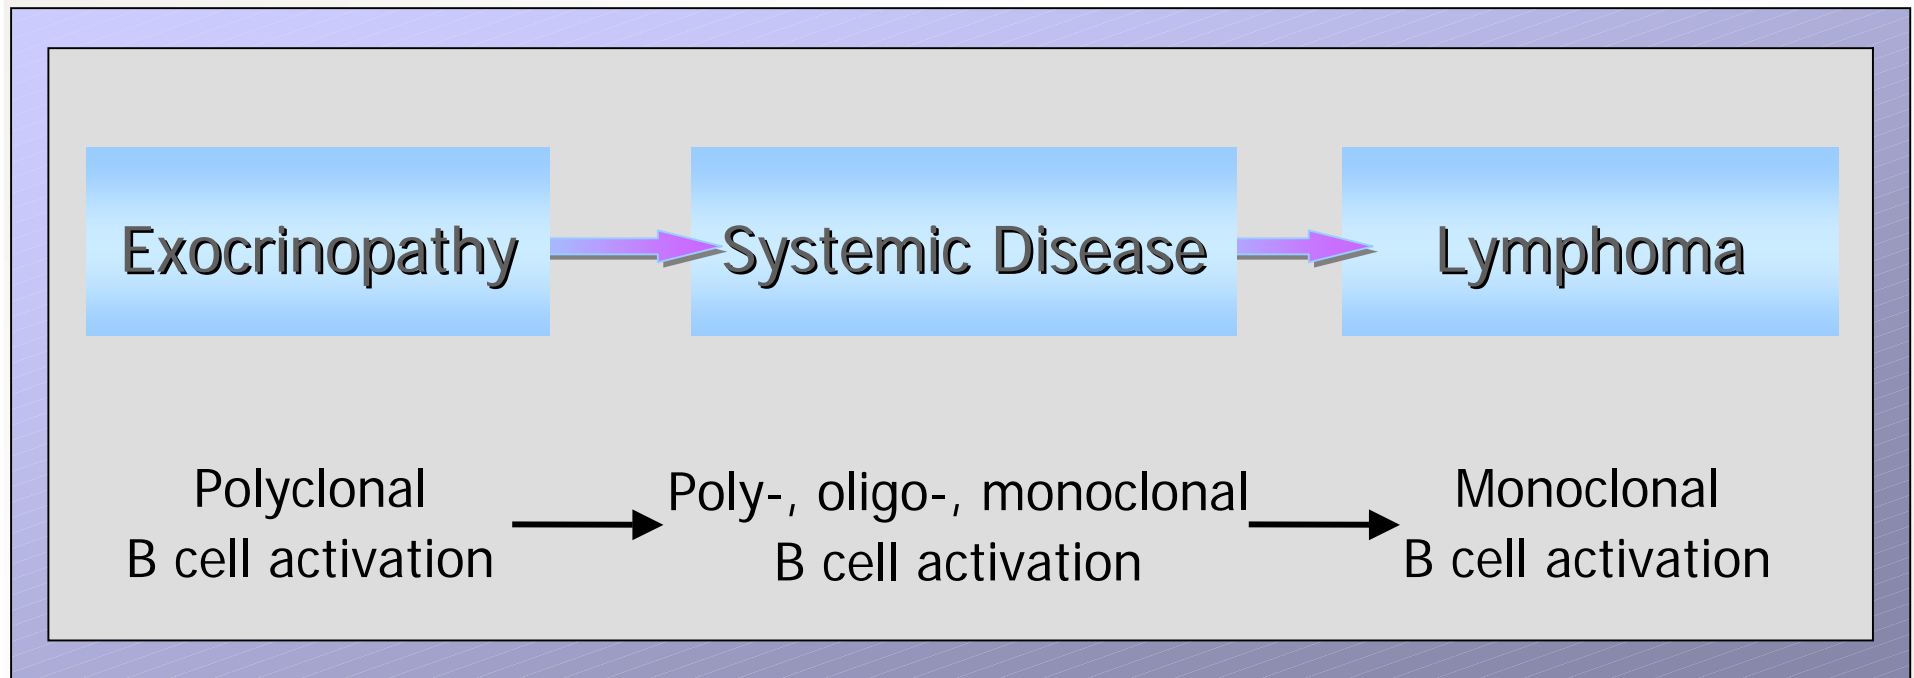 Exocrinopathy
Systemic Disease
Lymphoma
Polyclonal
B cell activation
Poly-, oligo-, monoclonal
B cell activation
Monoclonal
B cell activation